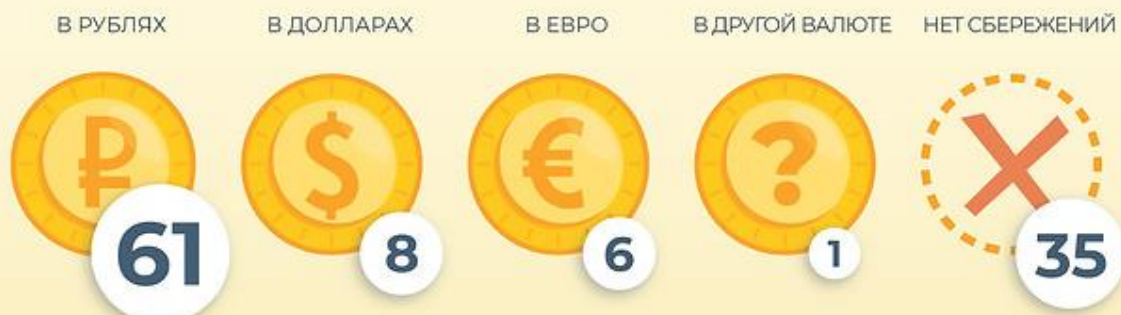 В РУБЛЯХ
В ДОЛЛАРАХ
В ЕВРО
В ДРУГОЙ ВАЛЮТЕ
НЕТ СБЕРЕЖЕНИЙ
₽
$
€
?
61
8
6
1
35